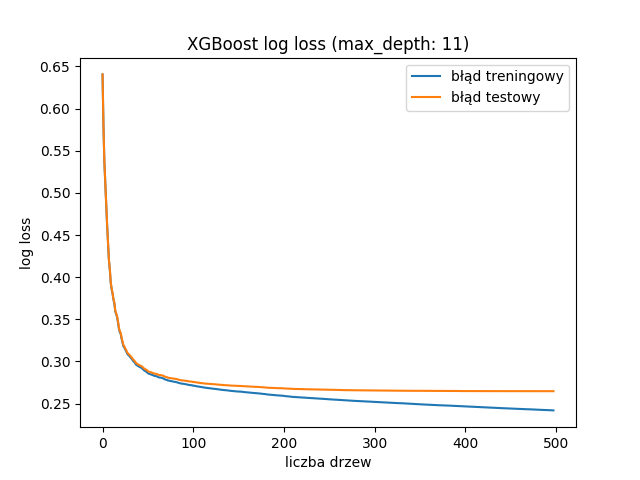 XGBoost log loss (max_depth: 11)
błąd treningowy
błąd testowy
0.65
0.60
0.55
0.50
0.45
0.40
0.35
0.30
0.25
log loss
0 100 200 300 400 500
liczba drzew